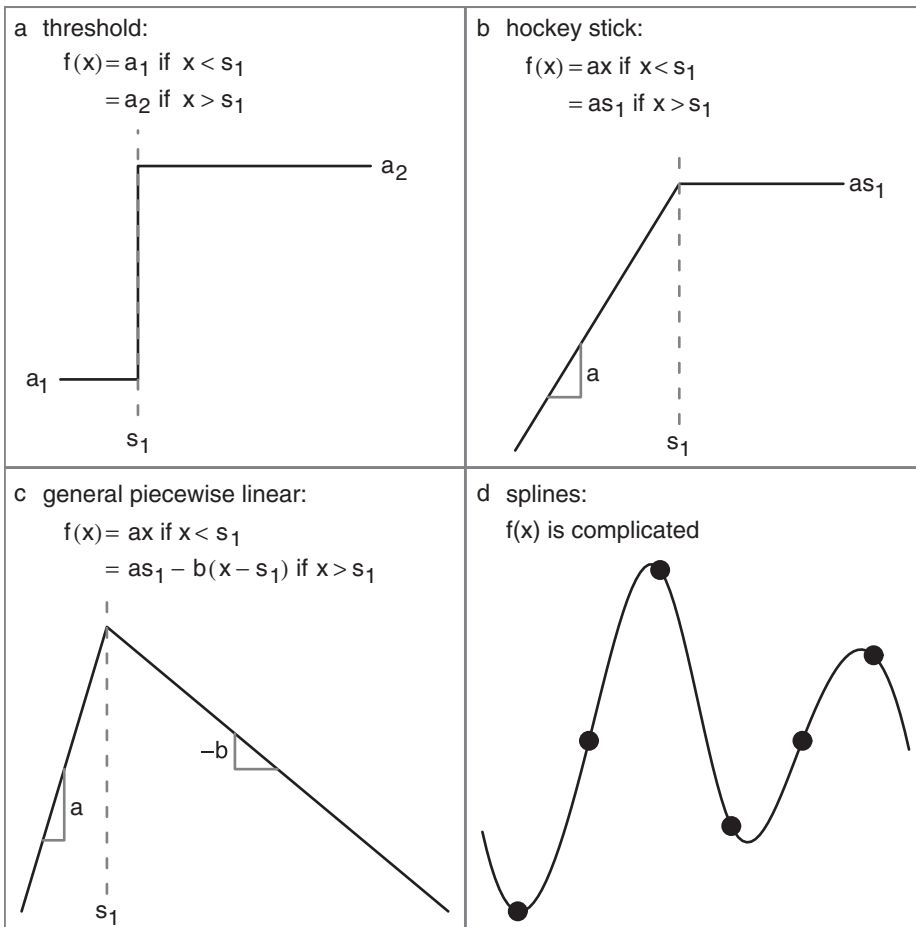 a threshold:
f(x) = a₁ if x < s₁
= a₂ if x > s₁
a₂
a₁
s₁
b hockey stick:
f(x) = ax if x < s₁
= as₁ if x > s₁
as₁
a
s₁
c general piecewise linear:
f(x) = ax if x < s₁
= as₁ − b(x − s₁) if x > s₁
−b
a
s₁
d splines:
f(x) is complicated